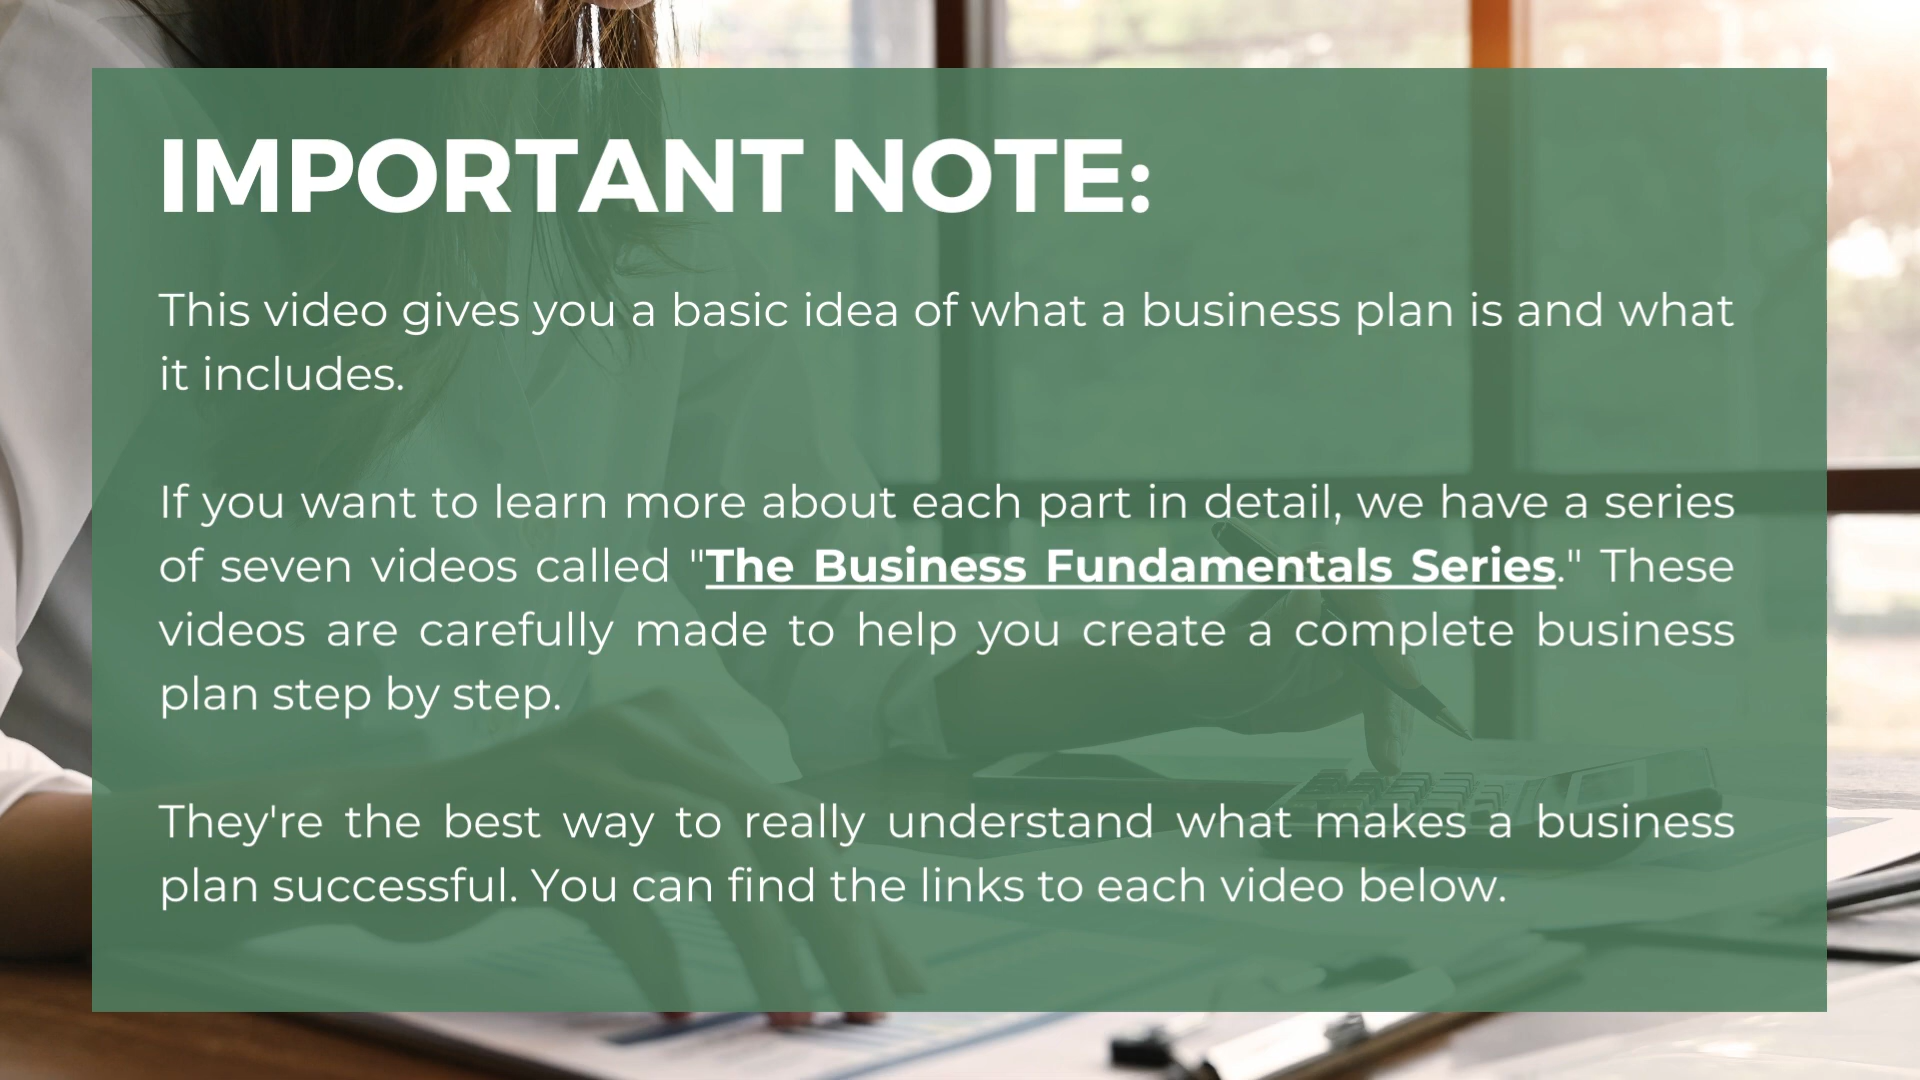 IMPORTANT NOTE:
This video gives you a basic idea of what a business plan is and what
it includes.
If you want to learn more about each part in detail, we have a series
of seven videos called "The Business Fundamentals Series." These
videos are carefully made to help you create a complete business
plan step by step.
They're the best way to really understand what makes a business
plan successful. You can find the links to each video below.